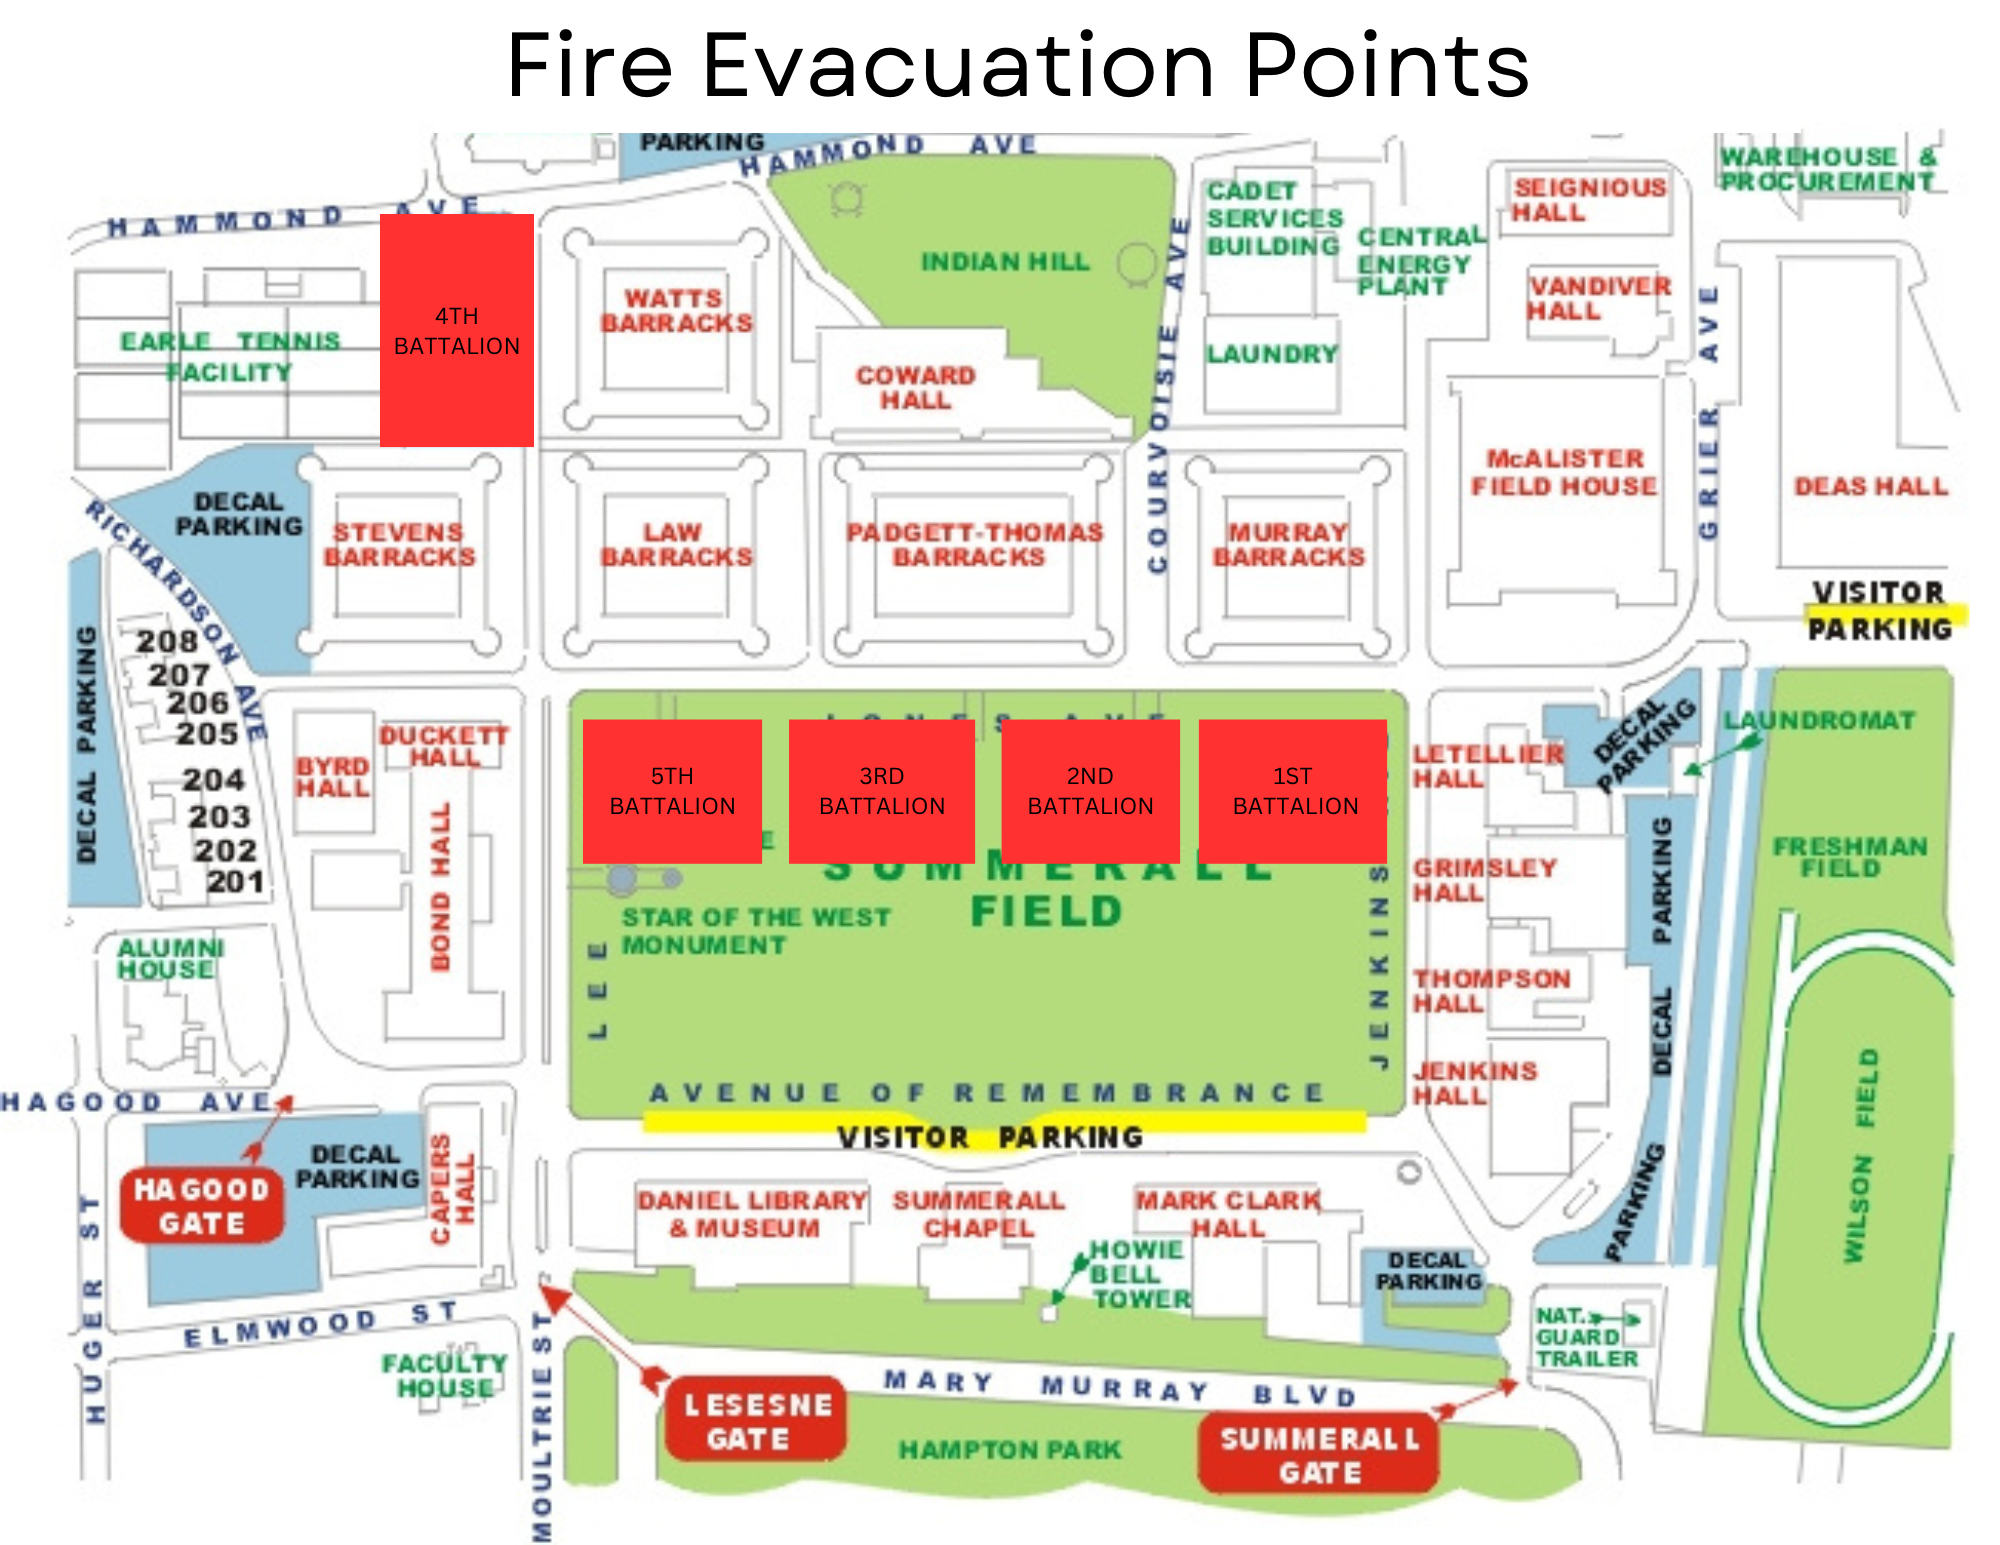 Fire Evacuation Points
PARKING
HAMMOND AVE
HAMMOND AVE
WAREHOUSE &
PROCUREMENT
CADET
SERVICES
BUILDING
SEIGNIOUS
HALL
CENTRAL
ENERGY
PLANT
INDIAN HILL
4TH
BATTALION
WATTS
BARRACKS
VANDIVER
HALL
EARLE TENNIS
FACILITY
COURVOISIE AVE
LAUNDRY
GRIER AVE
COWARD
HALL
McALISTER
FIELD HOUSE
DEAS HALL
DECAL
PARKING
RICHARDSON AVE
STEVENS
BARRACKS
LAW
BARRACKS
PADGETT-THOMAS
BARRACKS
MURRAY
BARRACKS
VISITOR
PARKING
DECAL PARKING
208
207
206
205
204
203
202
201
BYRD
HALL
DUCKETT
HALL
BOND HALL
JONES AVE
5TH
BATTALION
3RD
BATTALION
2ND
BATTALION
1ST
BATTALION
LETELLIER
HALL
DECAL
PARKING
LAUNDROMAT
E
SUMMERALL
FIELD
STAR OF THE WEST
MONUMENT
LEE
JENKINS
GRIMSLEY
HALL
DECAL PARKING
FRESHMAN
FIELD
THOMPSON
HALL
JENKINS
HALL
ALUMNI
HOUSE
HAGOOD AVE
AVENUE OF REMEMBRANCE
VISITOR PARKING
HAGOOD
GATE
DECAL
PARKING
CAPERS
HALL
PARKING
WILSON FIELD
HUGER ST
DANIEL LIBRARY
& MUSEUM
SUMMERALL
CHAPEL
MARK CLARK
HALL
HOWIE
BELL
TOWER
DECAL
PARKING
ELMWOOD ST
NAT.
GUARD
TRAILER
FACULTY
HOUSE
MOULTRIE ST
LESESNE
GATE
MARY MURRAY BLVD
SUMMERALL
GATE
HAMPTON PARK